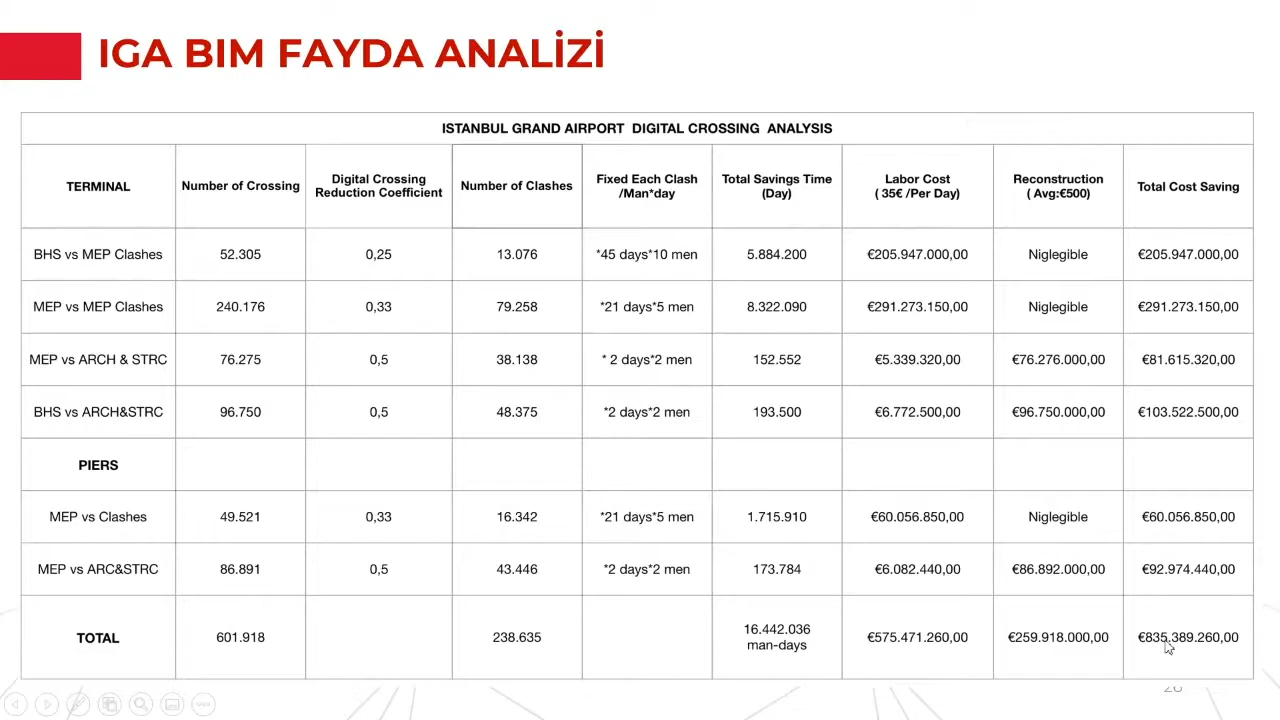 IGA BIM FAYDA ANALİZİ
ISTANBUL GRAND AIRPORT DIGITAL CROSSING ANALYSIS
TERMINAL
Number of Crossing
Digital Crossing
Reduction Coefficient
Number of Clashes
Fixed Each Clash
/Man*day
Total Savings Time
(Day)
Labor Cost
( 35€ /Per Day)
Reconstruction
( Avg:€500)
Total Cost Saving
BHS vs MEP Clashes 52.305 0,25 13.076 *45 days*10 men 5.884.200 €205.947.000,00 Niglegible €205.947.000,00
MEP vs MEP Clashes 240.176 0,33 79.258 *21 days*5 men 8.322.090 €291.273.150,00 Niglegible €291.273.150,00
MEP vs ARCH & STRC 76.275 0,5 38.138 * 2 days*2 men 152.552 €5.339.320,00 €76.276.000,00 €81.615.320,00
BHS vs ARCH&STRC 96.750 0,5 48.375 *2 days*2 men 193.500 €6.772.500,00 €96.750.000,00 €103.522.500,00
PIERS
MEP vs Clashes 49.521 0,33 16.342 *21 days*5 men 1.715.910 €60.056.850,00 Niglegible €60.056.850,00
MEP vs ARC&STRC 86.891 0,5 43.446 *2 days*2 men 173.784 €6.082.440,00 €86.892.000,00 €92.974.440,00
TOTAL 601.918 238.635 16.442.036
man-days
€575.471.260,00 €259.918.000,00 €835.389.260,00